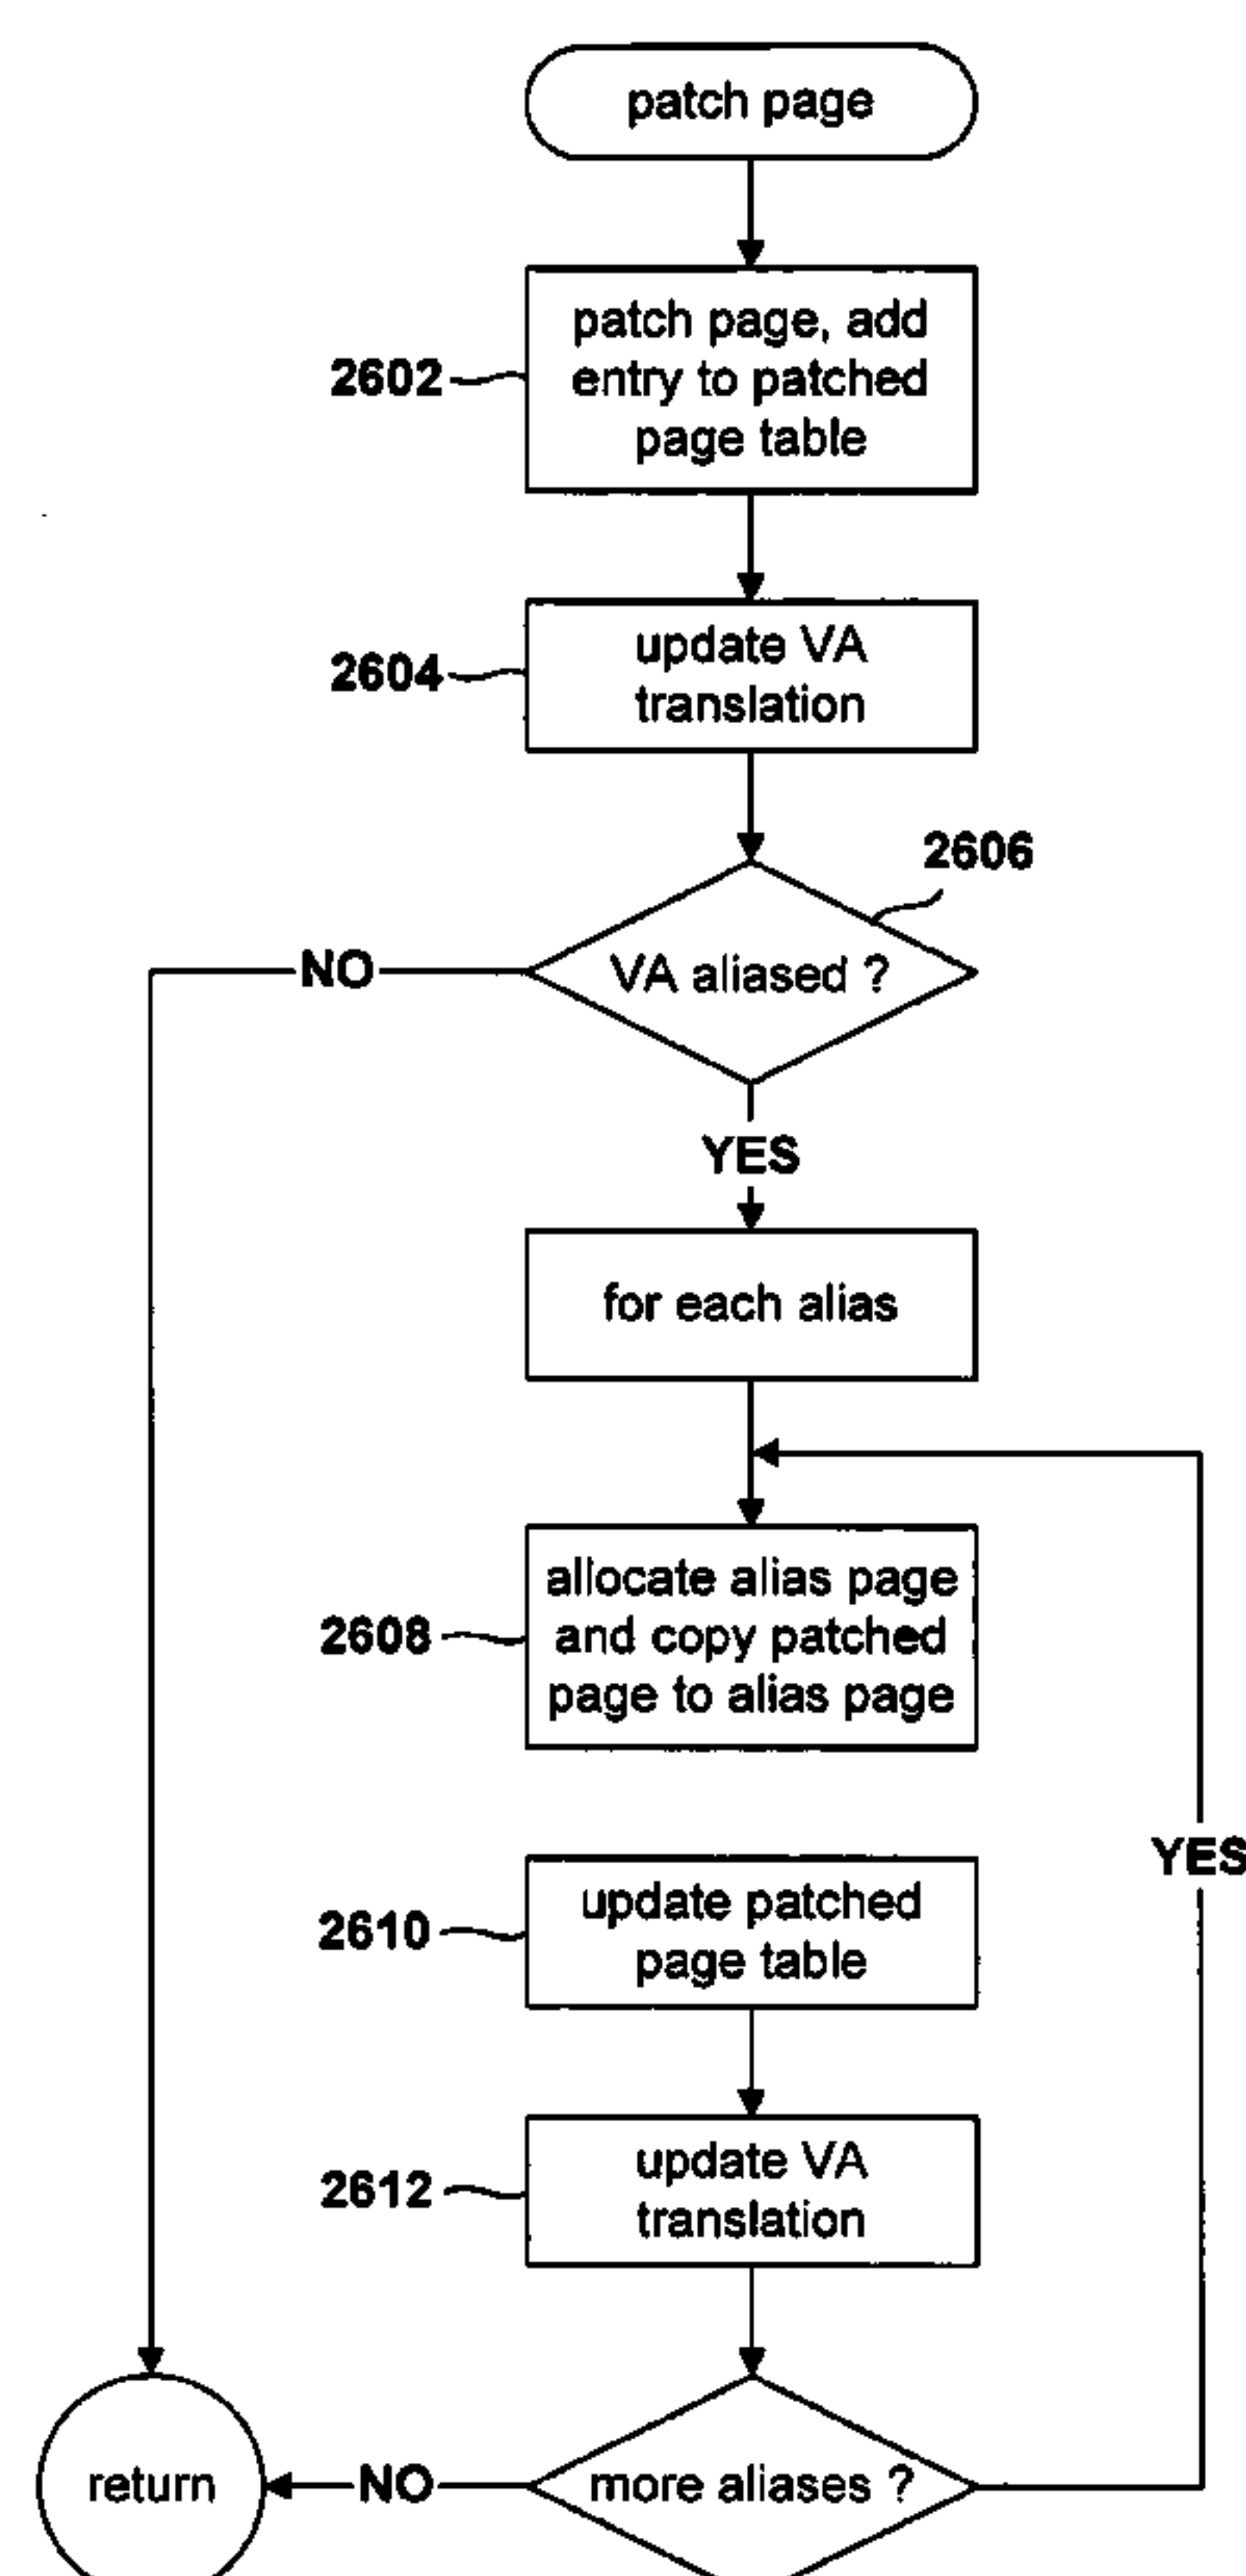 patch page
patch page, add
entry to patched
page table
2602
update VA
translation
2604
2606
VA aliased ?
NO
YES
for each alias
allocate alias page
and copy patched
page to alias page
2608
YES
update patched
page table
2610
update VA
translation
2612
more aliases ?
NO
return